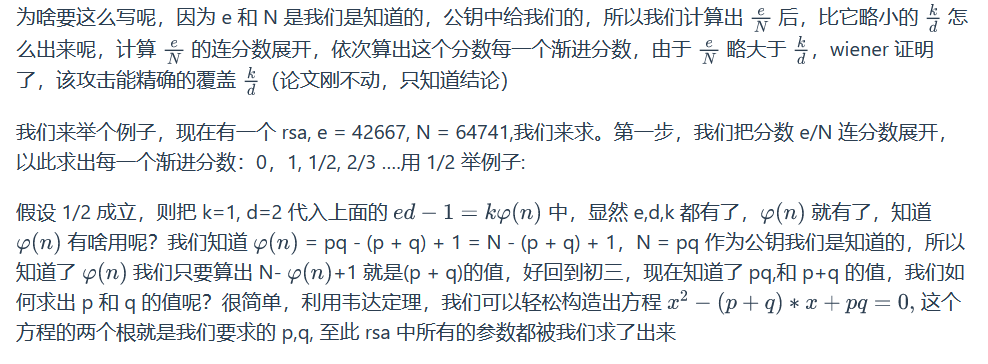 为啥要这么写呢，因为 e 和 N 是我们是知道的，公钥中给我们的，所以我们计算出 $\frac{e}{N}$ 后，比它略小的 $\frac{k}{d}$ 怎
么出来呢，计算 $\frac{e}{N}$ 的连分数展开，依次算出这个分数每一个渐进分数，由于 $\frac{e}{N}$ 略大于 $\frac{k}{d}$，wiener 证明
了，该攻击能精确的覆盖 $\frac{k}{d}$（论文刚不动，只知道结论）
我们来举个例子，现在有一个 rsa, e = 42667, N = 64741,我们来求。第一步，我们把分数 e/N 连分数展开，
以此求出每一个渐进分数：0，1, 1/2, 2/3 ....用 1/2 举例子:
假设 1/2 成立，则把 k=1, d=2 代入上面的 $ed - 1 = k\varphi(n)$ 中，显然 e,d,k 都有了，$\varphi(n)$ 就有了，知道
$\varphi(n)$ 有啥用呢？我们知道 $\varphi(n)$ = pq - (p + q) + 1 = N - (p + q) + 1，N = pq 作为公钥我们是知道的，所以
知道了 $\varphi(n)$ 我们只要算出 N- $\varphi(n)$+1 就是(p + q)的值，好回到初三，现在知道了 pq,和 p+q 的值，我们如
何求出 p 和 q 的值呢？很简单，利用韦达定理，我们可以轻松构造出方程 $x^2 - (p + q) * x + pq = 0$, 这个
方程的两个根就是我们要求的 p,q, 至此 rsa 中所有的参数都被我们求了出来